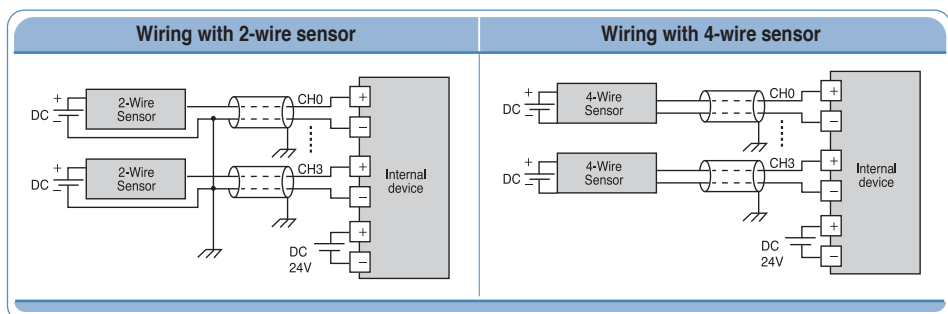 Wiring with 2-wire sensor
Wiring with 4-wire sensor
+
DC
−
2-Wire
Sensor
CH0
+
−
+
DC
−
2-Wire
Sensor
CH3
+
−
Internal
device
DC
24V
+
−
+
DC
−
4-Wire
Sensor
CH0
+
−
+
DC
−
4-Wire
Sensor
CH3
+
−
Internal
device
DC
24V
+
−